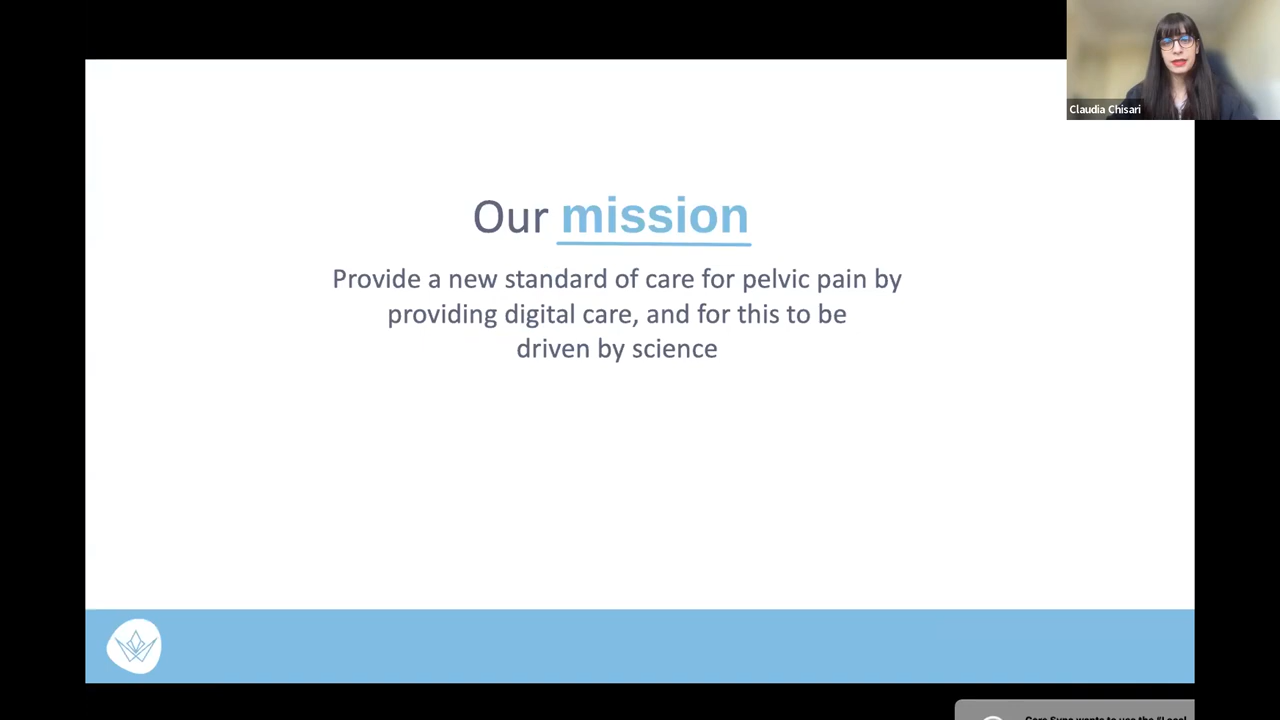 Claudia Chisari
Our mission
Provide a new standard of care for pelvic pain by
providing digital care, and for this to be
driven by science